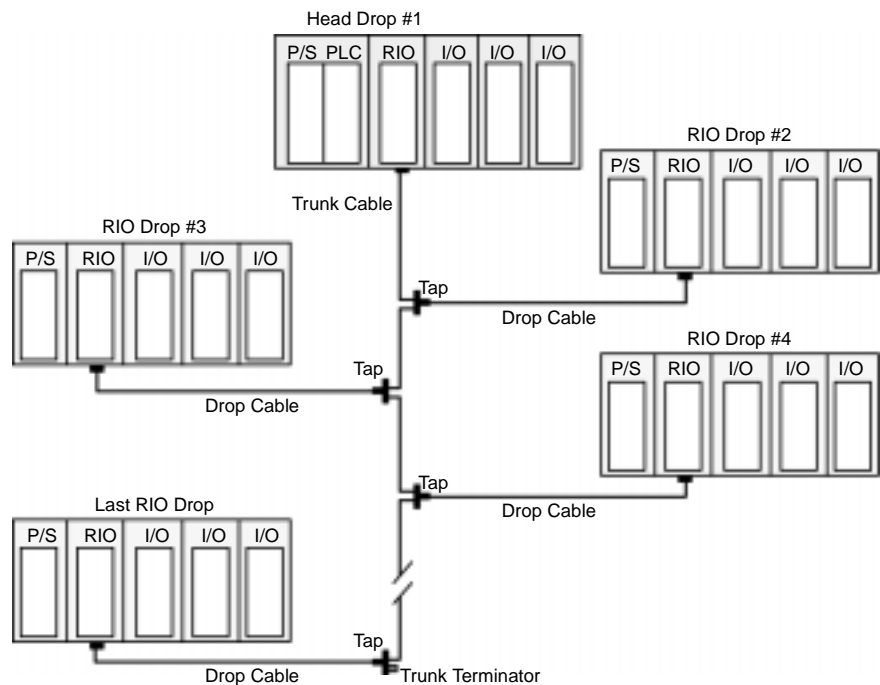 Head Drop #1
P/S PLC RIO I/O I/O I/O
RIO Drop #2
P/S RIO I/O I/O I/O
Trunk Cable
RIO Drop #3
P/S RIO I/O I/O I/O
Tap
Drop Cable
RIO Drop #4
P/S RIO I/O I/O I/O
Tap
Drop Cable
Tap
Drop Cable
Last RIO Drop
P/S RIO I/O I/O I/O
Tap
Drop Cable
Trunk Terminator